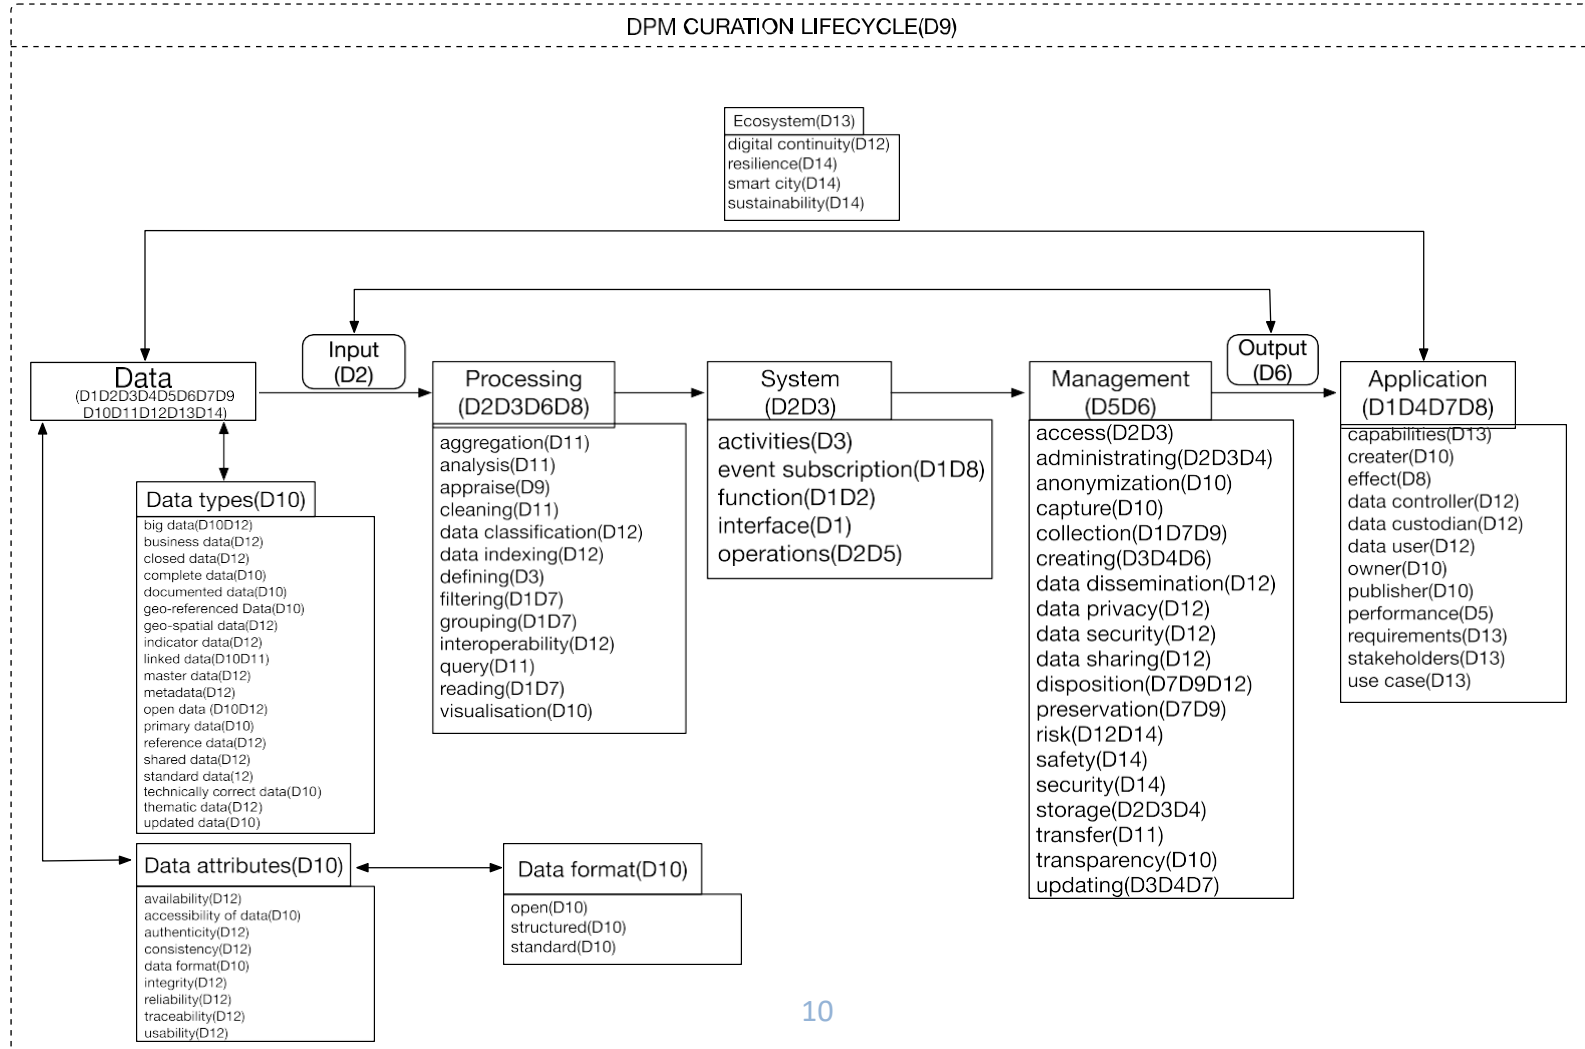 DPM CURATION LIFECYCLE(D9)
Ecosystem(D13)
digital continuity(D12)
resilience(D14)
smart city(D14)
sustainability(D14)
Data
(D1D2D3D4D5D6D7D9
D10D11D12D13D14)
Input
(D2)
Processing
(D2D3D6D8)
aggregation(D11)
analysis(D11)
appraise(D9)
cleaning(D11)
data classification(D12)
data indexing(D12)
defining(D3)
filtering(D1D7)
grouping(D1D7)
interoperability(D12)
query(D11)
reading(D1D7)
visualisation(D10)
System
(D2D3)
activities(D3)
event subscription(D1D8)
function(D1D2)
interface(D1)
operations(D2D5)
Management
(D5D6)
access(D2D3)
administrating(D2D3D4)
anonymization(D10)
capture(D10)
collection(D1D7D9)
creating(D3D4D6)
data dissemination(D12)
data privacy(D12)
data security(D12)
data sharing(D12)
disposition(D7D9D12)
preservation(D7D9)
risk(D12D14)
safety(D14)
security(D14)
storage(D2D3D4)
transfer(D11)
transparency(D10)
updating(D3D4D7)
Output
(D6)
Application
(D1D4D7D8)
capabilities(D13)
creater(D10)
effect(D8)
data controller(D12)
data custodian(D12)
data user(D12)
owner(D10)
publisher(D10)
performance(D5)
requirements(D13)
stakeholders(D13)
use case(D13)
Data types(D10)
big data(D10D12)
business data(D12)
closed data(D12)
complete data(D10)
documented data(D10)
geo-referenced Data(D10)
geo-spatial data(D12)
indicator data(D12)
linked data(D10D11)
master data(D12)
metadata(D12)
open data (D10D12)
primary data(D10)
reference data(D12)
shared data(D12)
standard data(12)
technically correct data(D10)
thematic data(D12)
updated data(D10)
Data attributes(D10)
availability(D12)
accessibility of data(D10)
authenticity(D12)
consistency(D12)
data format(D10)
integrity(D12)
reliability(D12)
traceability(D12)
usability(D12)
Data format(D10)
open(D10)
structured(D10)
standard(D10)
10